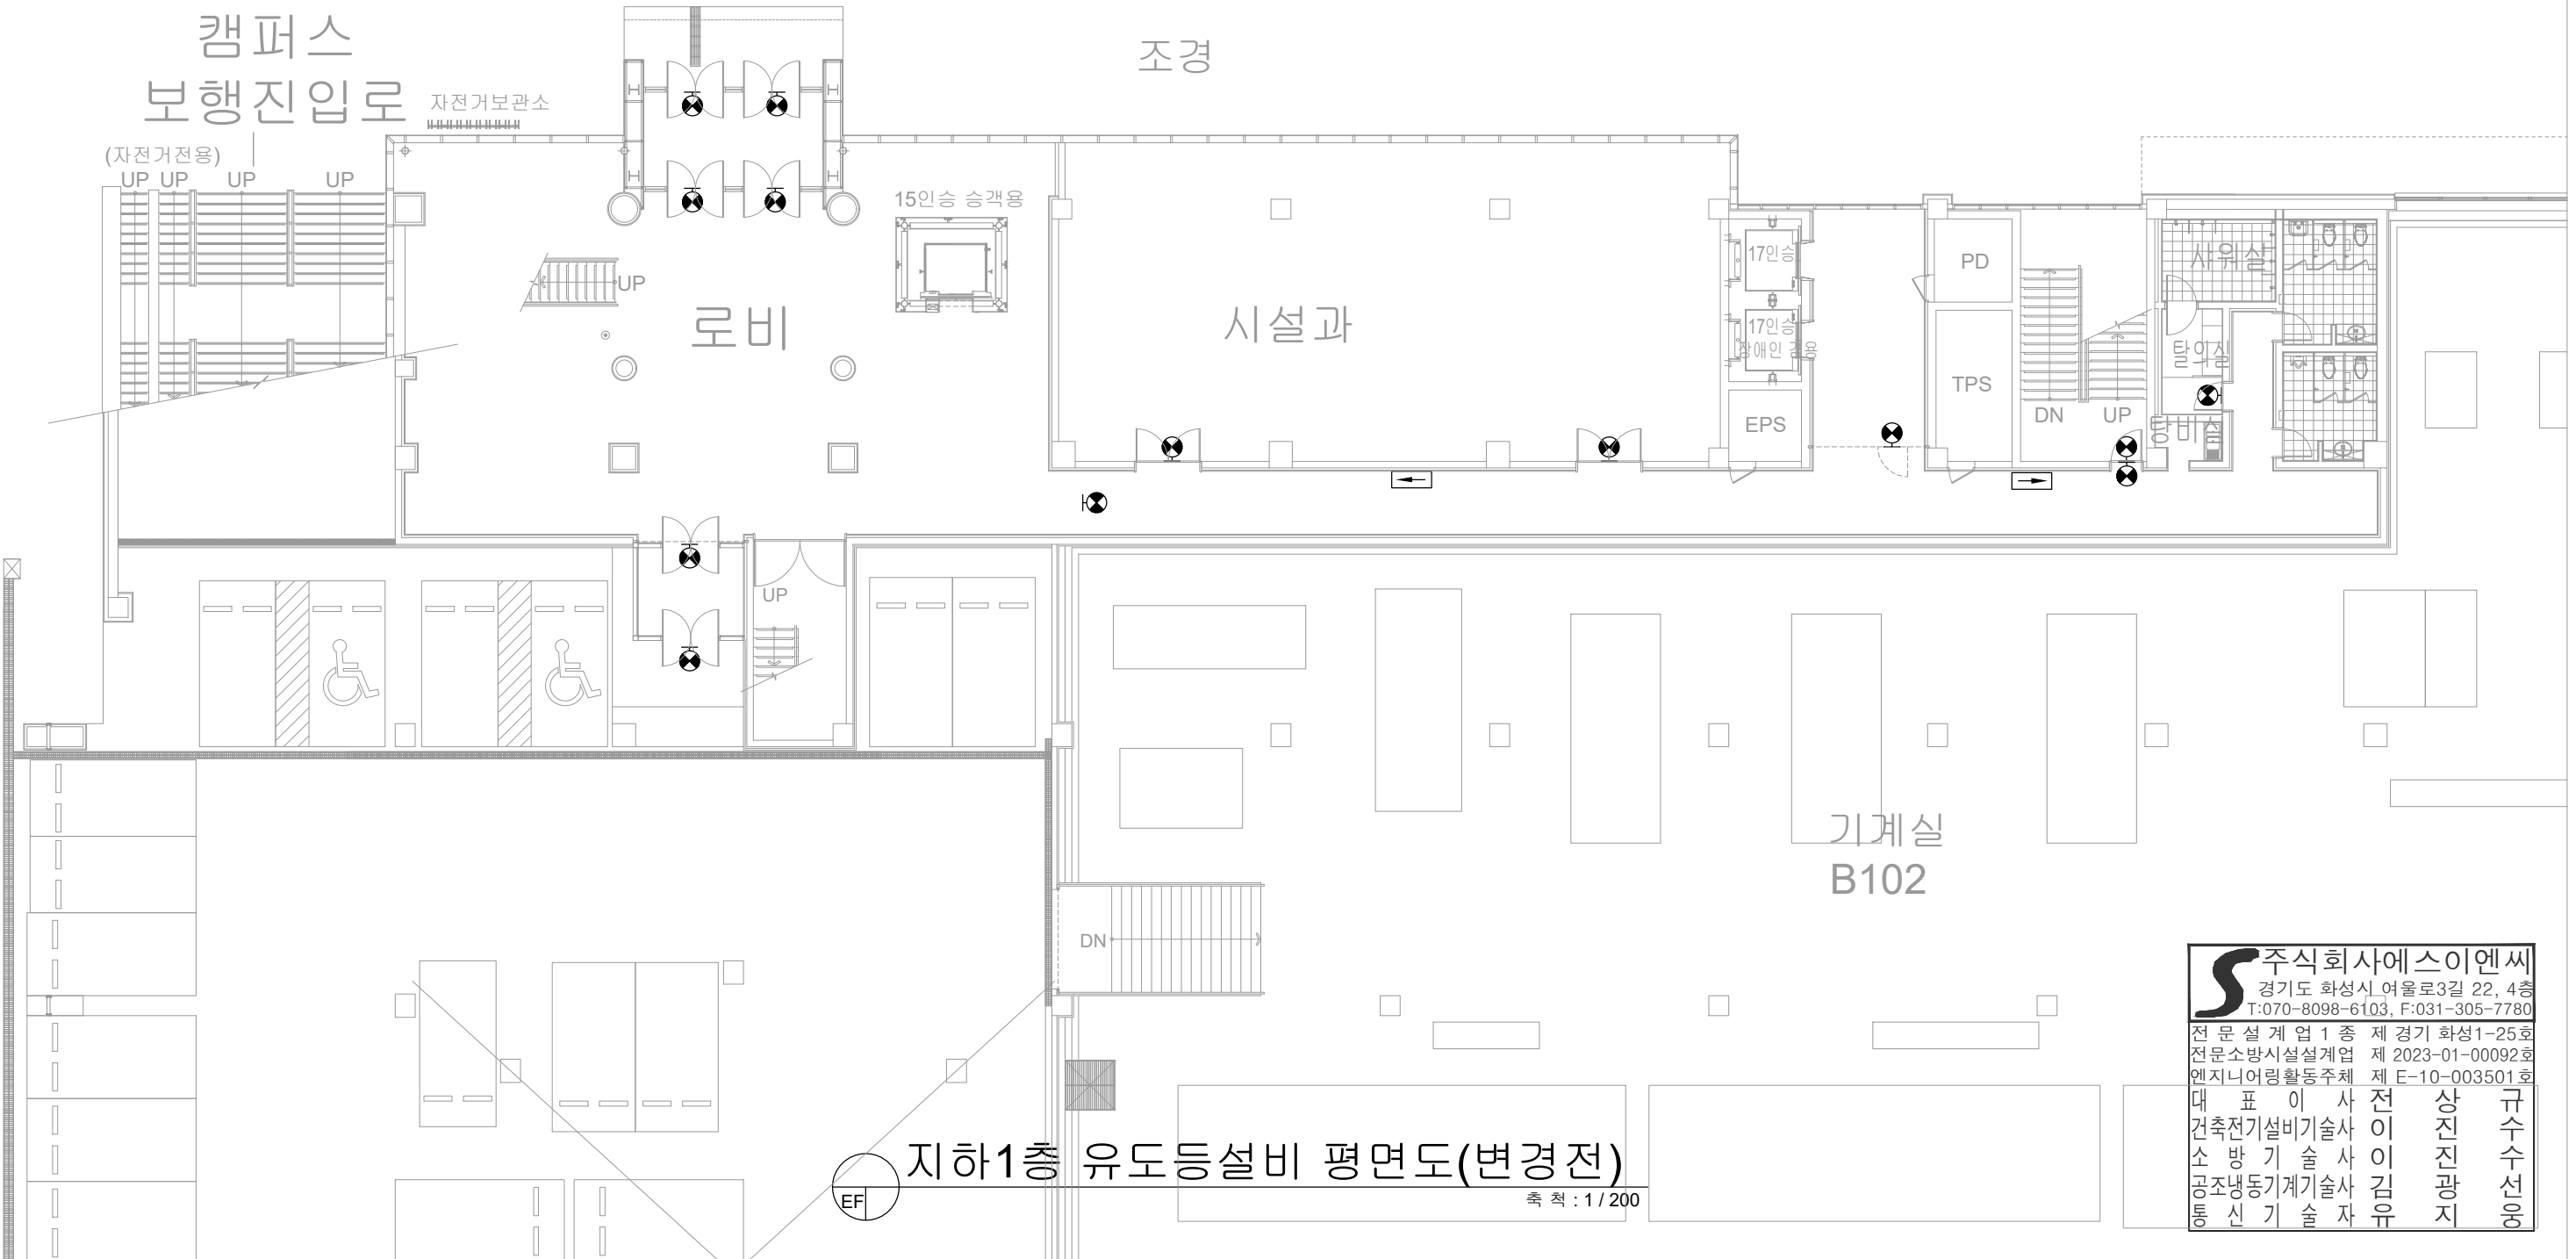 캠퍼스
보행진입로
조경
자전거보관소
(자전거전용)
UP UP UP UP
15인승 승객용
UP
로비
시설과
17인승
17인승
장애인 겸용
EPS
PD
TPS
DN UP
샤워실
탈의실
탕비실
UP
기계실
B102
DN
지하1층 유도등설비 평면도(변경전)
EF
축 척 : 1 / 200
주식회사에스이엔씨
경기도 화성시 여울로3길 22, 4층
T:070-8098-6103, F:031-305-7780
전 문 설 계 업 1 종 제 경기 화성1-25호
전문소방시설설계업 제 2023-01-00092호
엔지니어링활동주체 제 E-10-003501호
대 표 이 사 전 상 규
건축전기설비기술사 이 진 수
소 방 기 술 사 이 진 수
공조냉동기계기술사 김 광 선
통 신 기 술 자 유 지 웅